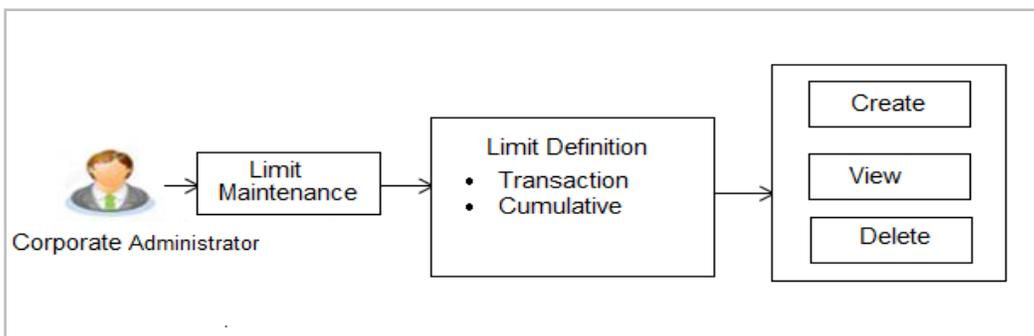 Corporate Administrator
Limit
Maintenance
Limit Definition
• Transaction
• Cumulative
Create
View
Delete